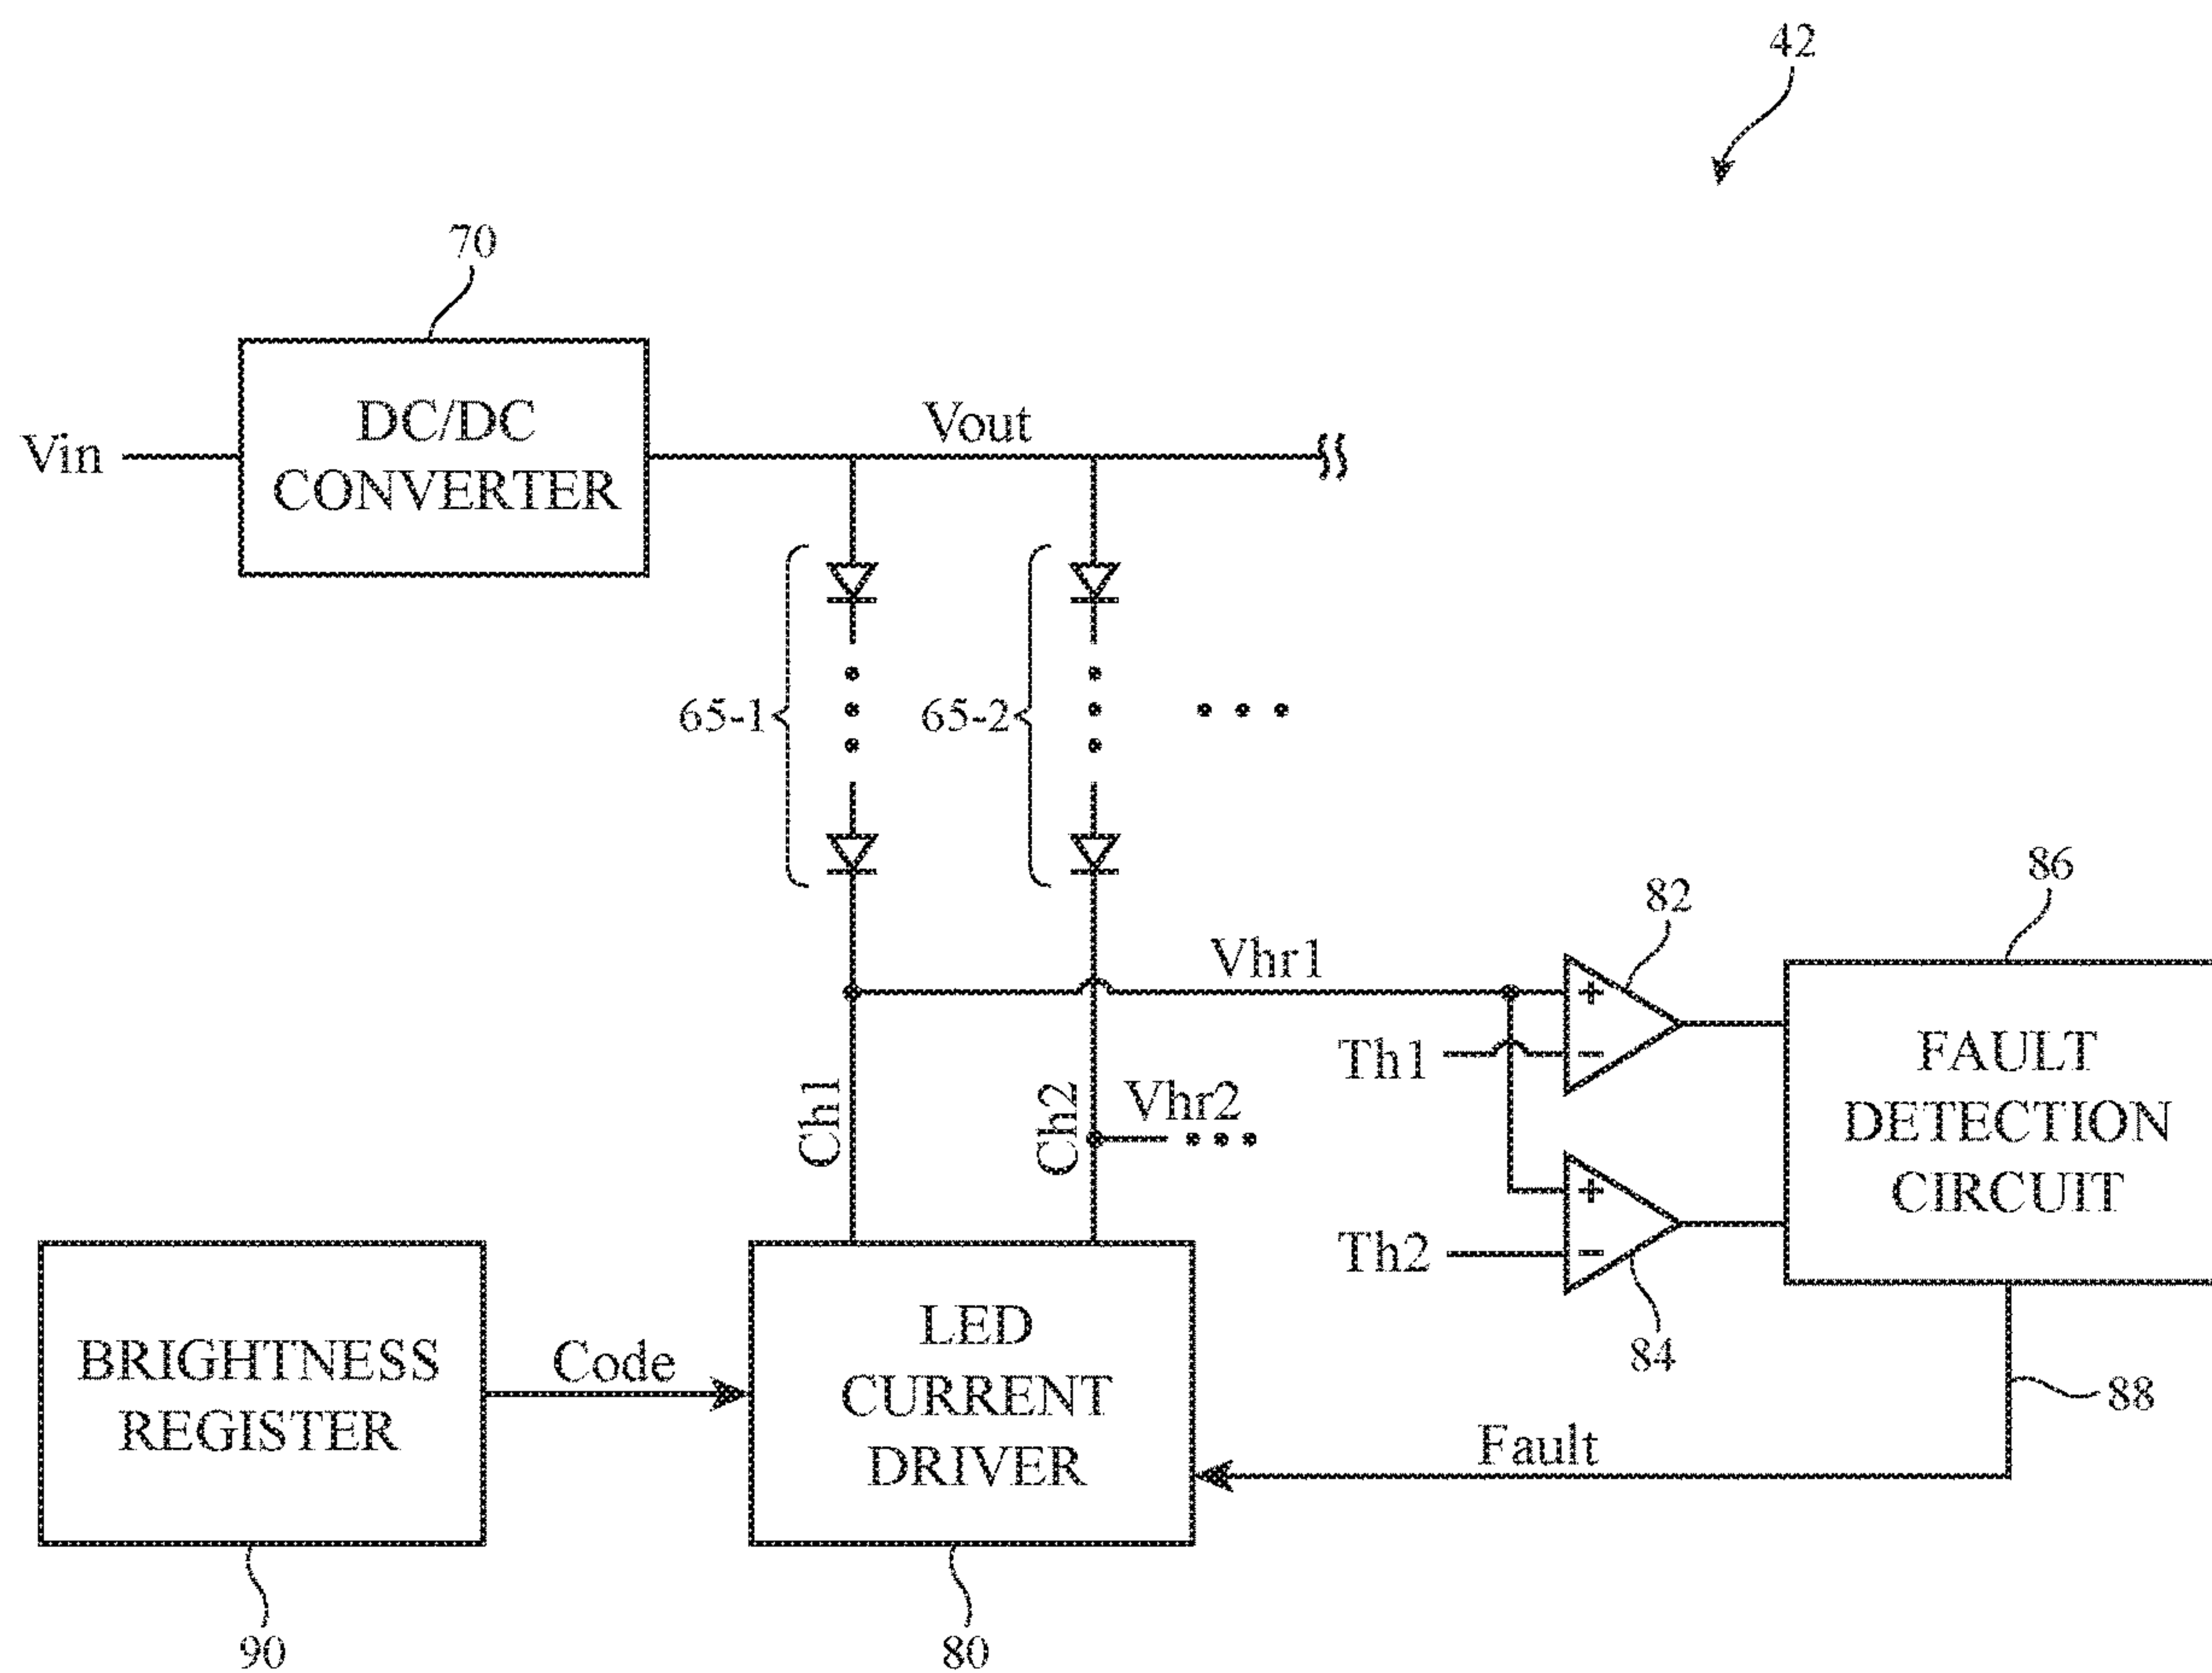 42
70
DC/DC
CONVERTER
Vin
Vout
65-1
65-2
82
86
Vhr1
+
−
Th1
FAULT
DETECTION
CIRCUIT
Ch1
Ch2
Vhr2
+
−
Th2
84
88
BRIGHTNESS
REGISTER
Code
LED
CURRENT
DRIVER
Fault
90
80